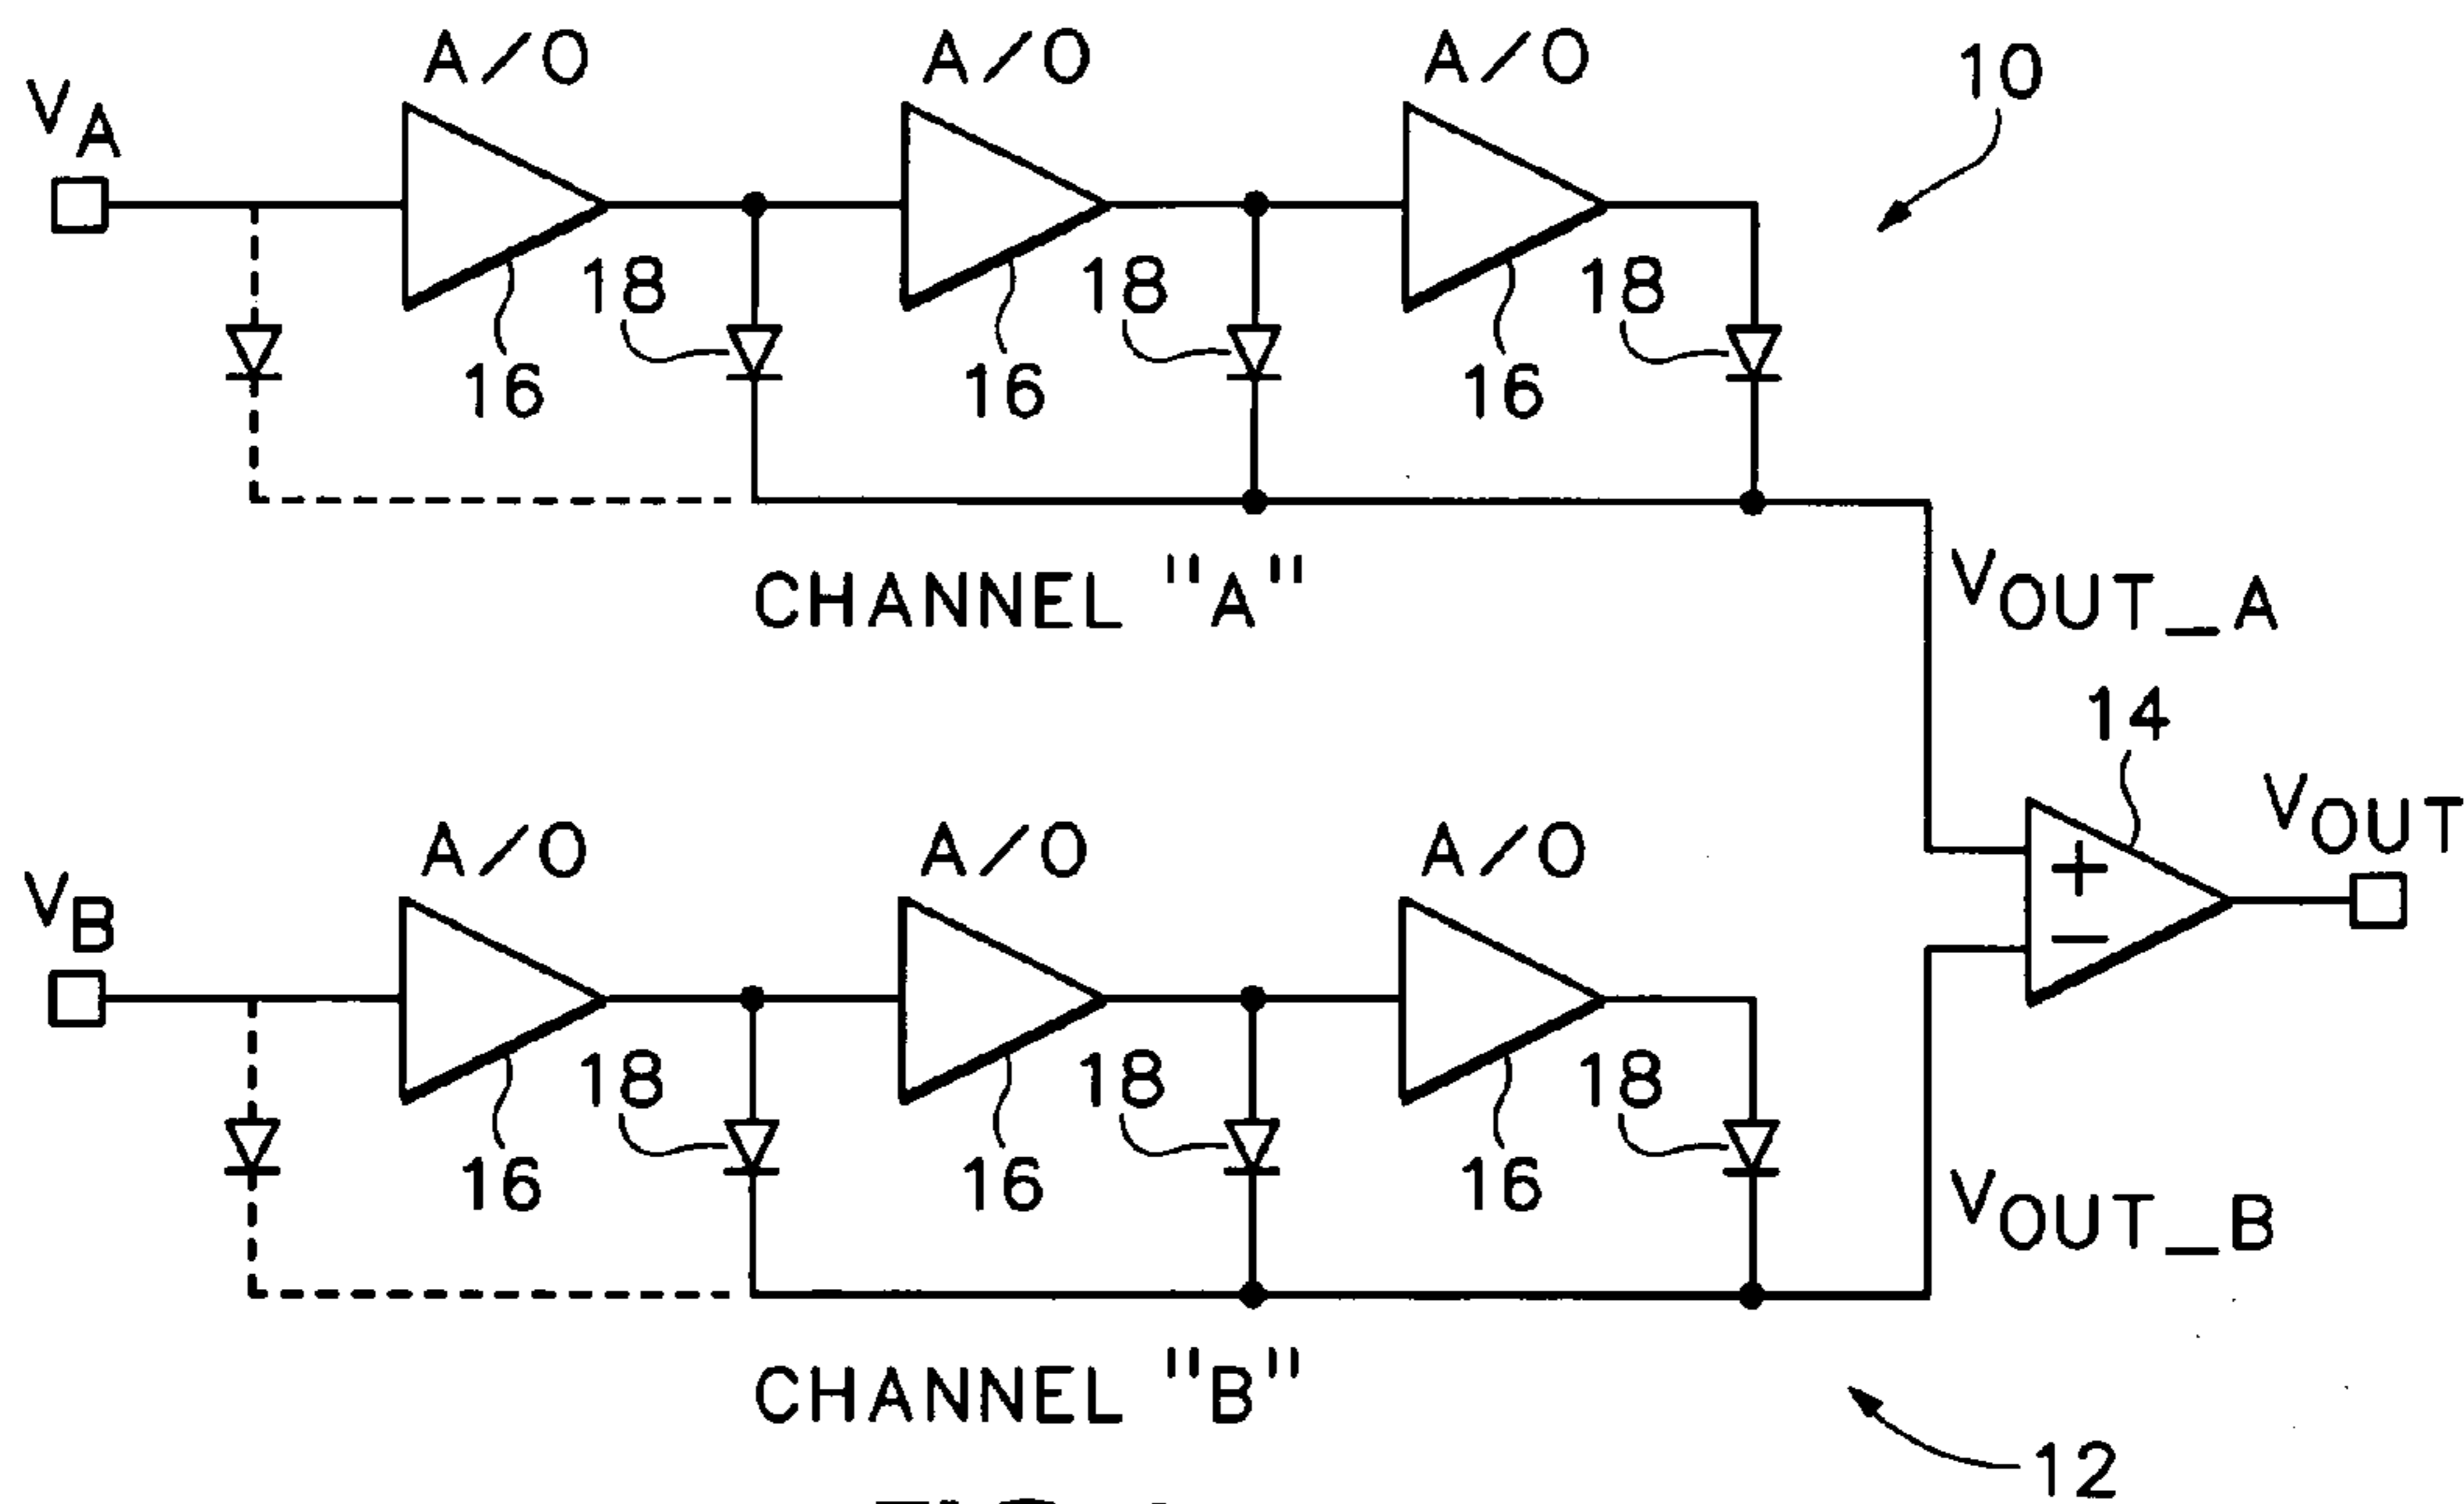 A/O A/O A/O 10
VA
18 18 18
16 16 16
CHANNEL "A"
VOUT_A
14
VOUT
A/O A/O A/O
VB
+
−
18 18 18
16 16 16
VOUT_B
CHANNEL "B"
12